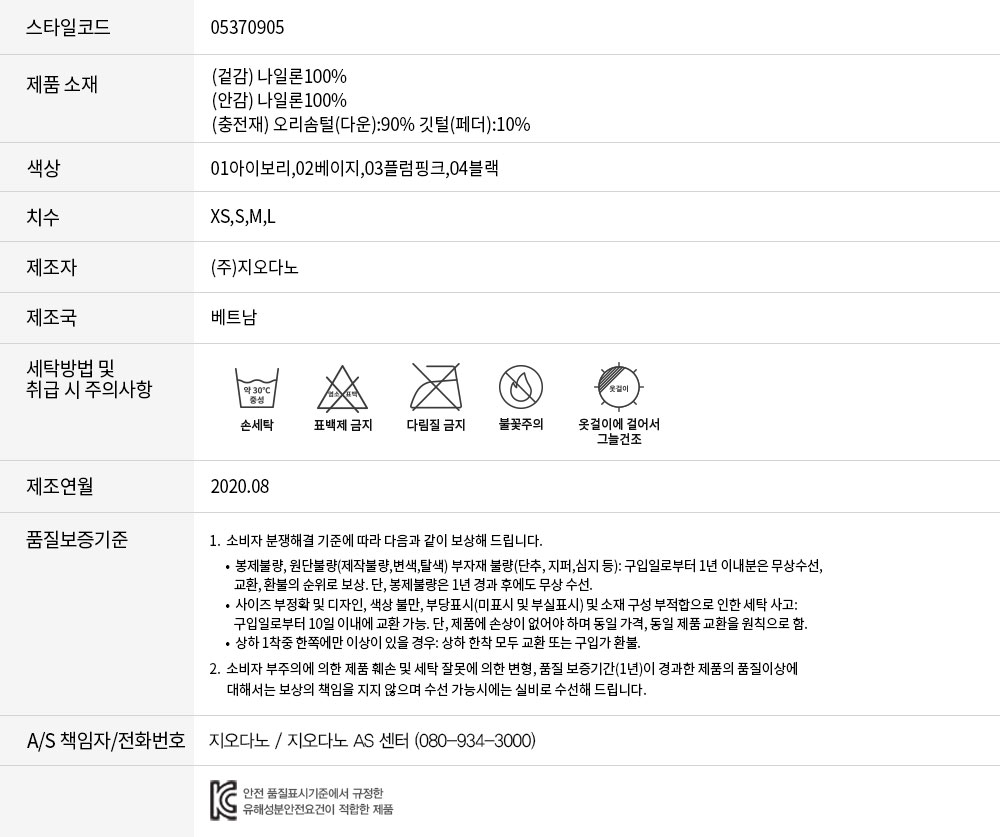 스타일코드 05370905
제품 소재
(겉감) 나일론100%
(안감) 나일론100%
(충전재) 오리솜털(다운):90% 깃털(페더):10%
색상 01아이보리,02베이지,03플럼핑크,04블랙
치수 XS,S,M,L
제조자 (주)지오다노
제조국 베트남
세탁방법 및
취급 시 주의사항
약 30℃
중성
손세탁
염소 표백
표백제 금지
다림질 금지
불꽃주의
옷걸이
옷걸이에 걸어서
그늘건조
제조연월 2020.08
품질보증기준
1. 소비자 분쟁해결 기준에 따라 다음과 같이 보상해 드립니다.
• 봉제불량, 원단불량(제작불량,변색,탈색) 부자재 불량(단추, 지퍼,심지 등): 구입일로부터 1년 이내분은 무상수선,
교환, 환불의 순위로 보상. 단, 봉제불량은 1년 경과 후에도 무상 수선.
• 사이즈 부정확 및 디자인, 색상 불만, 부당표시(미표시 및 부실표시) 및 소재 구성 부적합으로 인한 세탁 사고:
구입일로부터 10일 이내에 교환 가능. 단, 제품에 손상이 없어야 하며 동일 가격, 동일 제품 교환을 원칙으로 함.
• 상하 1착중 한쪽에만 이상이 있을 경우: 상하 한착 모두 교환 또는 구입가 환불.
2. 소비자 부주의에 의한 제품 훼손 및 세탁 잘못에 의한 변형, 품질 보증기간(1년)이 경과한 제품의 품질이상에
대해서는 보상의 책임을 지지 않으며 수선 가능시에는 실비로 수선해 드립니다.
A/S 책임자/전화번호 지오다노 / 지오다노 AS 센터 (080-934-3000)
KC 안전 품질표시기준에서 규정한
유해성분안전요건이 적합한 제품